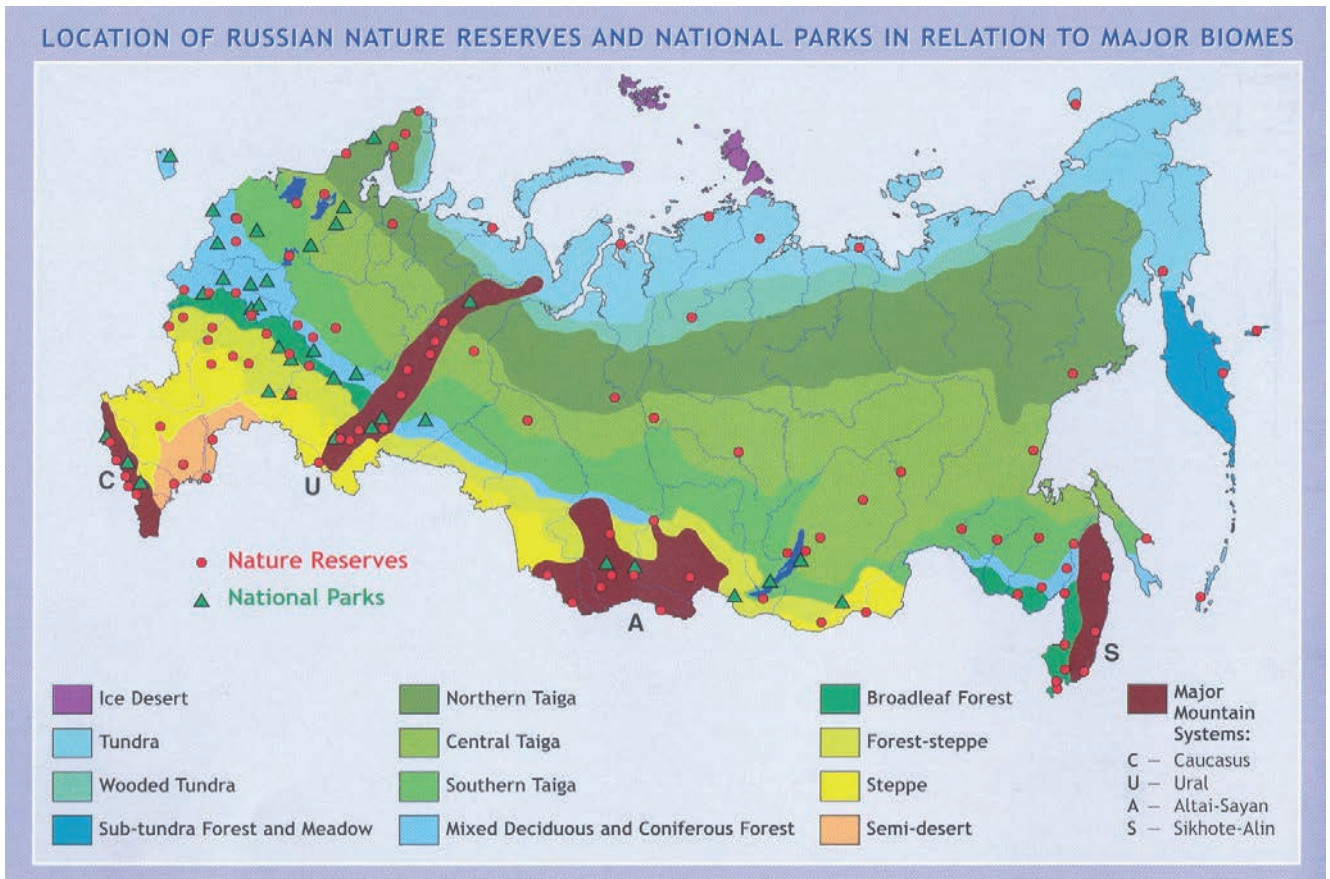 LOCATION OF RUSSIAN NATURE RESERVES AND NATIONAL PARKS IN RELATION TO MAJOR BIOMES
C
U
A
S
Nature Reserves
National Parks
Ice Desert
Tundra
Wooded Tundra
Sub-tundra Forest and Meadow
Northern Taiga
Central Taiga
Southern Taiga
Mixed Deciduous and Coniferous Forest
Broadleaf Forest
Forest-steppe
Steppe
Semi-desert
Major
Mountain
Systems:
C — Caucasus
U — Ural
A — Altai-Sayan
S — Sikhote-Alin